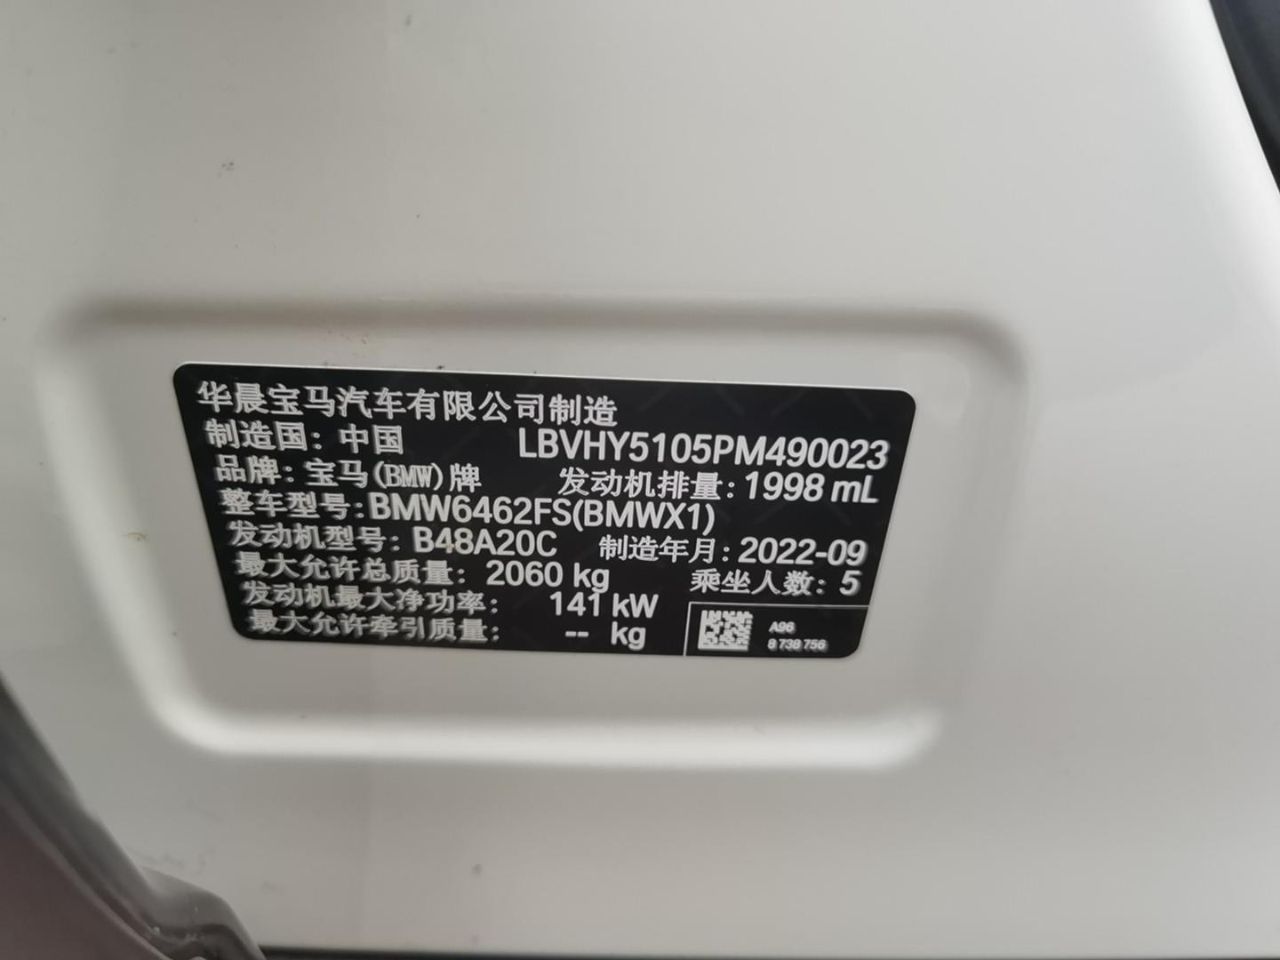 华晨宝马汽车有限公司制造
制造国：中国 LBVHY5105PM490023
品牌：宝马(BMW)牌 发动机排量：1998 mL
整车型号：BMW6462FS(BMWX1)
发动机型号：B48A20C 制造年月：2022-09
最大允许总质量：2060 kg 乘坐人数：5
发动机最大净功率：141 kW
最大允许牵引质量：-- kg
A96
8 738 756